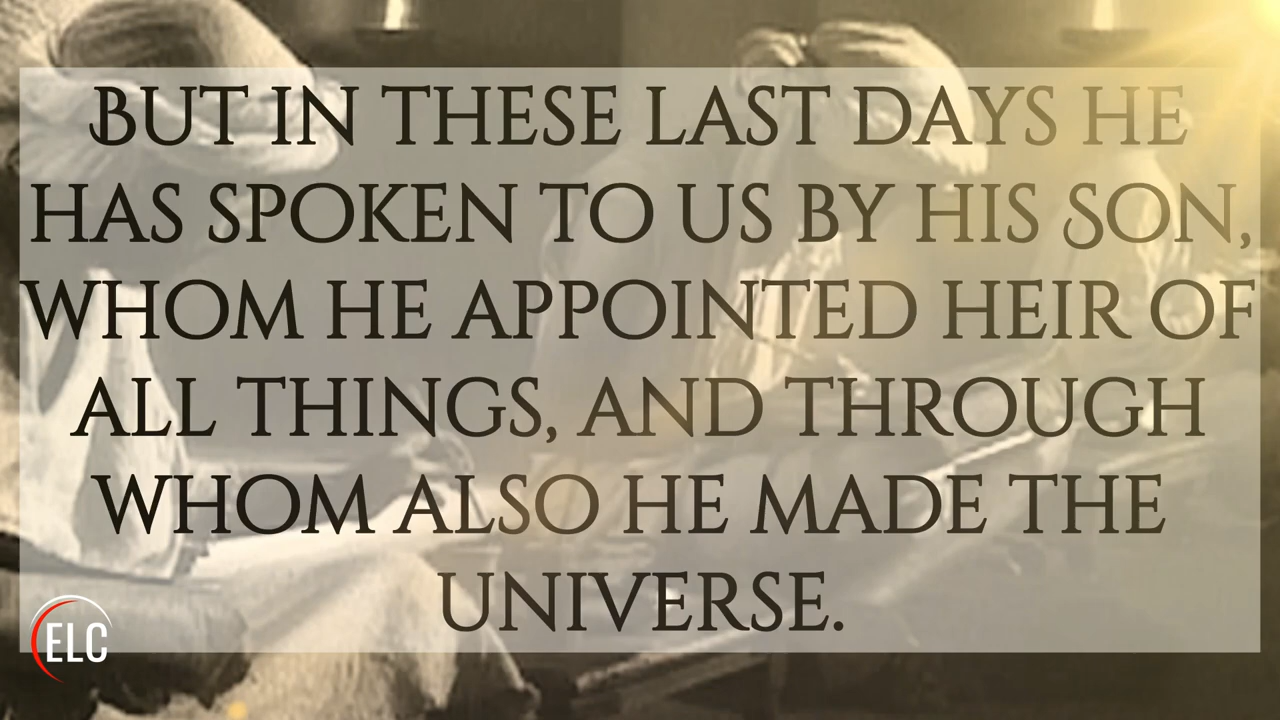 But in these last days he
has spoken to us by his Son,
whom he appointed heir of
all things, and through
whom also he made the
universe.
ELC